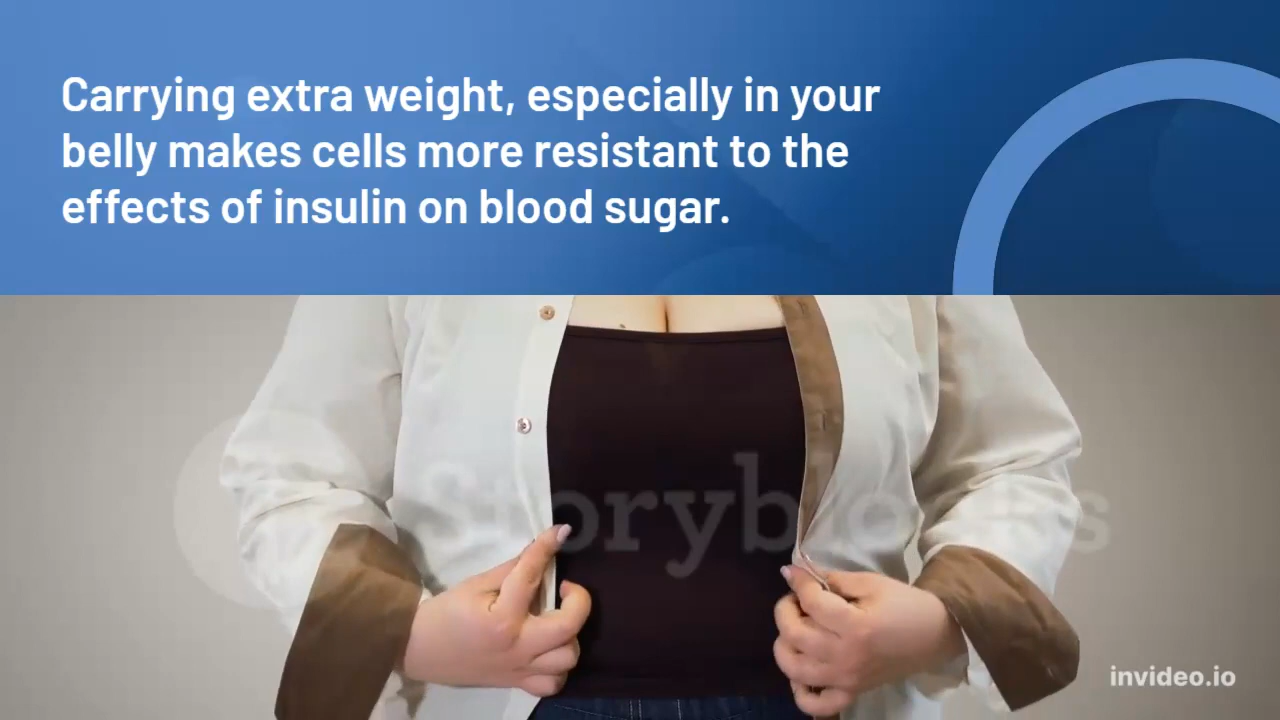 Carrying extra weight, especially in your
belly makes cells more resistant to the
effects of insulin on blood sugar.
Storyblocks
invideo.io